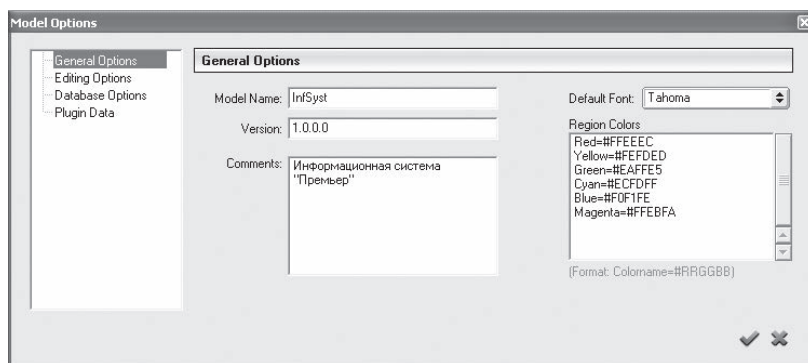 Model Options
General Options
Editing Options
Database Options
Plugin Data
General Options
Model Name: InfSyst
Version: 1.0.0.0
Comments: Информационная система
"Премьер"
Default Font: Tahoma
Region Colors
Red=#FFEEEC
Yellow=#FEFDED
Green=#EAFFE5
Cyan=#ECFDFF
Blue=#F0F1FE
Magenta=#FFEBFA
(Format: Colorname=#RRGGBB)